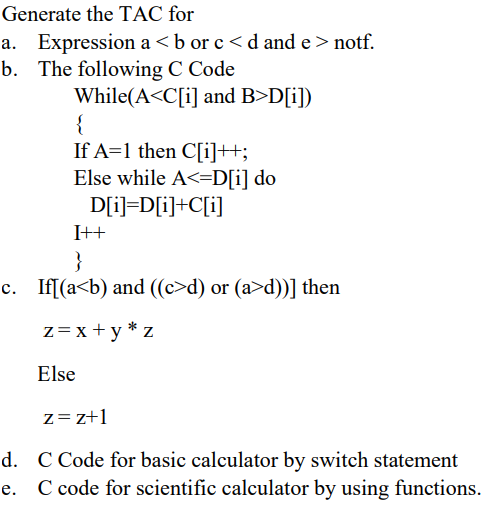 Generate the TAC for
a. Expression a < b or c < d and e > notf.
b. The following C Code
While(A<C[i] and B>D[i])
{
If A=1 then C[i]++;
Else while A<=D[i] do
D[i]=D[i]+C[i]
I++
}
c. If[(a<b) and ((c>d) or (a>d))] then
z = x + y * z
Else
z = z+1
d. C Code for basic calculator by switch statement
e. C code for scientific calculator by using functions.